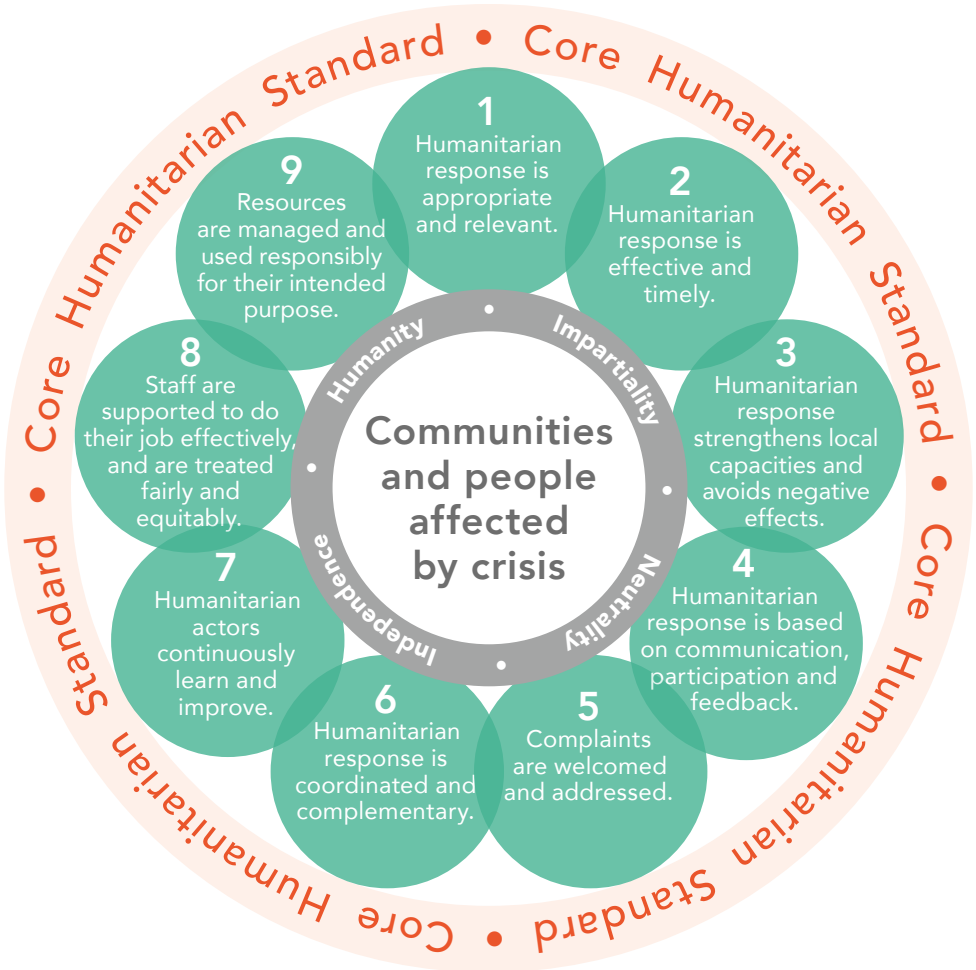 Core Humanitarian Standard • Core Humanitarian Standard • Core Humanitarian Standard • Core Humanitarian Standard •
1
Humanitarian
response is
appropriate
and relevant.
2
Humanitarian
response is
effective and
timely.
3
Humanitarian
response
strengthens local
capacities and
avoids negative
effects.
4
Humanitarian
response is based
on communication,
participation and
feedback.
5
Complaints
are welcomed
and addressed.
6
Humanitarian
response is
coordinated and
complementary.
7
Humanitarian
actors
continuously
learn and
improve.
8
Staff are
supported to do
their job effectively,
and are treated
fairly and
equitably.
9
Resources
are managed and
used responsibly
for their intended
purpose.
Humanity • Impartiality • Neutrality • Independence •
Communities
and people
affected
by crisis